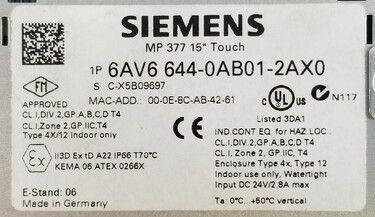 SIEMENS
MP 377 15" Touch
1P 6AV6 644-0AB01-2AX0
S C-X5B09697
MAC-ADD.: 00-0E-8C-AB-42-61
FM
APPROVED
CL I, DIV.2, GP.A,B,C,D T4
CL I, Zone 2, GP.IIC, T4
Type 4X/12 Indoor only
c UL US
N117
Listed 3DA1
IND.CONT.EQ. for HAZ LOC.
CL I, DIV.2, GP.A,B,C,D T4
CL I, Zone 2, GP.IIC, T4
Enclosure Type 4x, Type 12
Indoor use only, Watertight
Input DC 24V/2.8A max
Ta: 0°C...+50°C vertical
Ex II3D Ex tD A22 IP66 T70°C
KEMA 06 ATEX 0266X
E-Stand: 06
Made in Germany